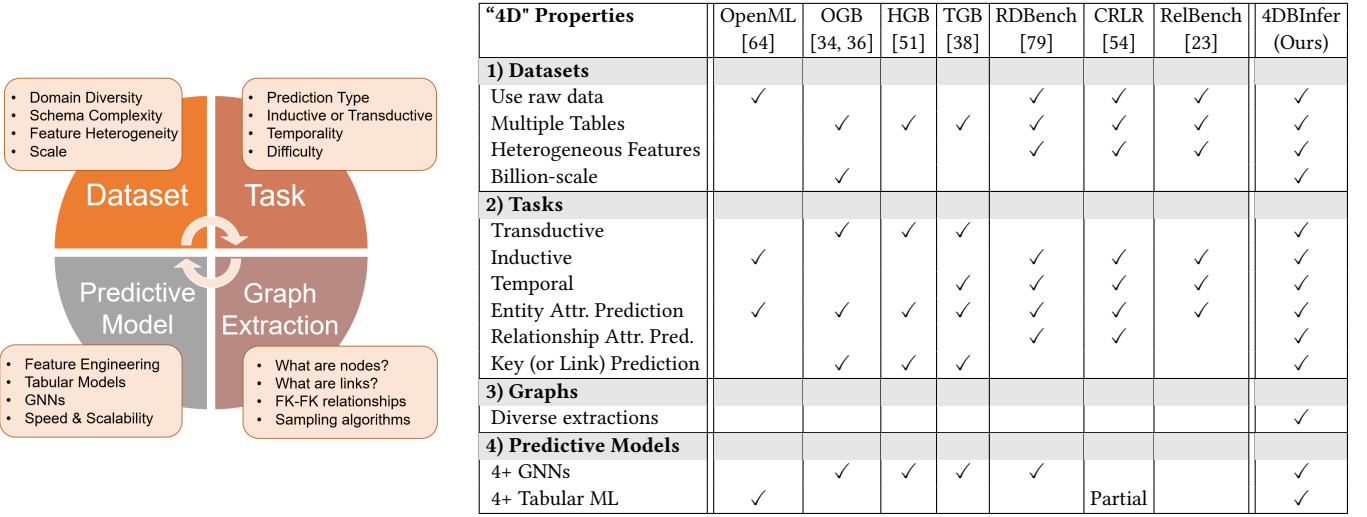 • Domain Diversity
• Schema Complexity
• Feature Heterogeneity
• Scale
• Prediction Type
• Inductive or Transductive
• Temporality
• Difficulty
Dataset
Task
Predictive
Model
Graph
Extraction
• Feature Engineering
• Tabular Models
• GNNs
• Speed & Scalability
• What are nodes?
• What are links?
• FK-FK relationships
• Sampling algorithms
“4D" Properties OpenML OGB HGB TGB RDBench CRLR RelBench 4DBInfer
[64] [34, 36] [51] [38] [79] [54] [23] (Ours)
1) Datasets
Use raw data ✓ ✓ ✓ ✓ ✓
Multiple Tables ✓ ✓ ✓ ✓ ✓ ✓ ✓
Heterogeneous Features ✓ ✓ ✓ ✓
Billion-scale ✓ ✓
2) Tasks
Transductive ✓ ✓ ✓ ✓
Inductive ✓ ✓ ✓ ✓ ✓
Temporal ✓ ✓ ✓ ✓ ✓
Entity Attr. Prediction ✓ ✓ ✓ ✓ ✓ ✓ ✓ ✓
Relationship Attr. Pred. ✓ ✓ ✓
Key (or Link) Prediction ✓ ✓ ✓ ✓
3) Graphs
Diverse extractions ✓
4) Predictive Models
4+ GNNs ✓ ✓ ✓ ✓ ✓
4+ Tabular ML ✓ Partial ✓